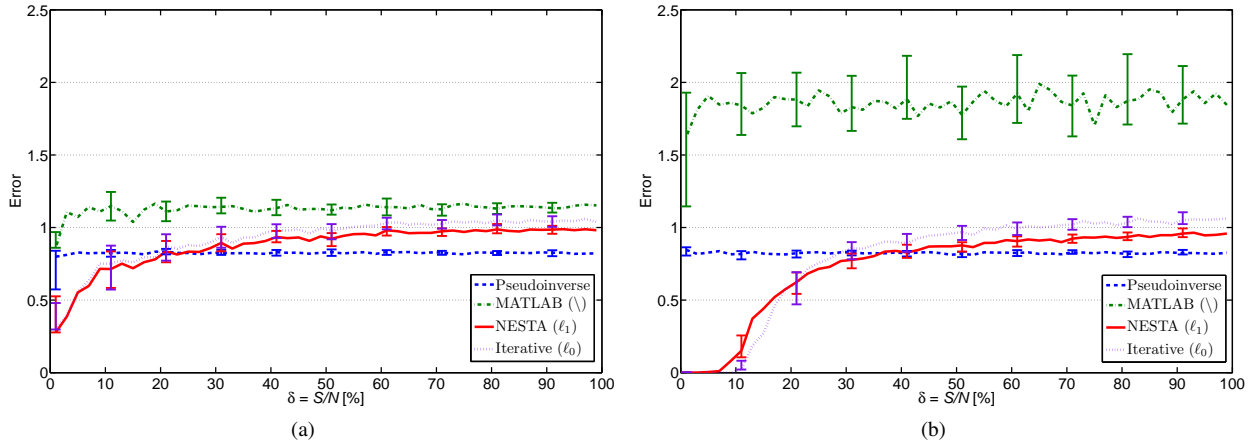 2.5
2
1.5
1
0.5
0
Error
0 10 20 30 40 50 60 70 80 90 100
δ = S/N [%]
Pseudoinverse
MATLAB (\)
NESTA (ℓ₁)
Iterative (ℓ₀)
(a)
2.5
2
1.5
1
0.5
0
Error
0 10 20 30 40 50 60 70 80 90 100
δ = S/N [%]
Pseudoinverse
MATLAB (\)
NESTA (ℓ₁)
Iterative (ℓ₀)
(b)